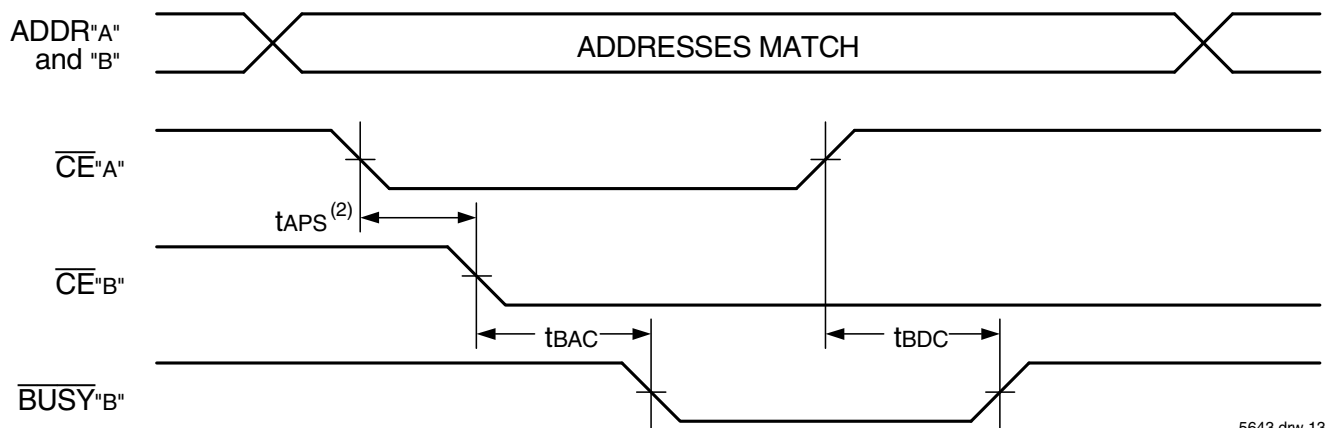 ADDR"A"
and "B"
ADDRESSES MATCH
CE"A"
tAPS(2)
CE"B"
tBAC
tBDC
BUSY"B"
5643 drw 13